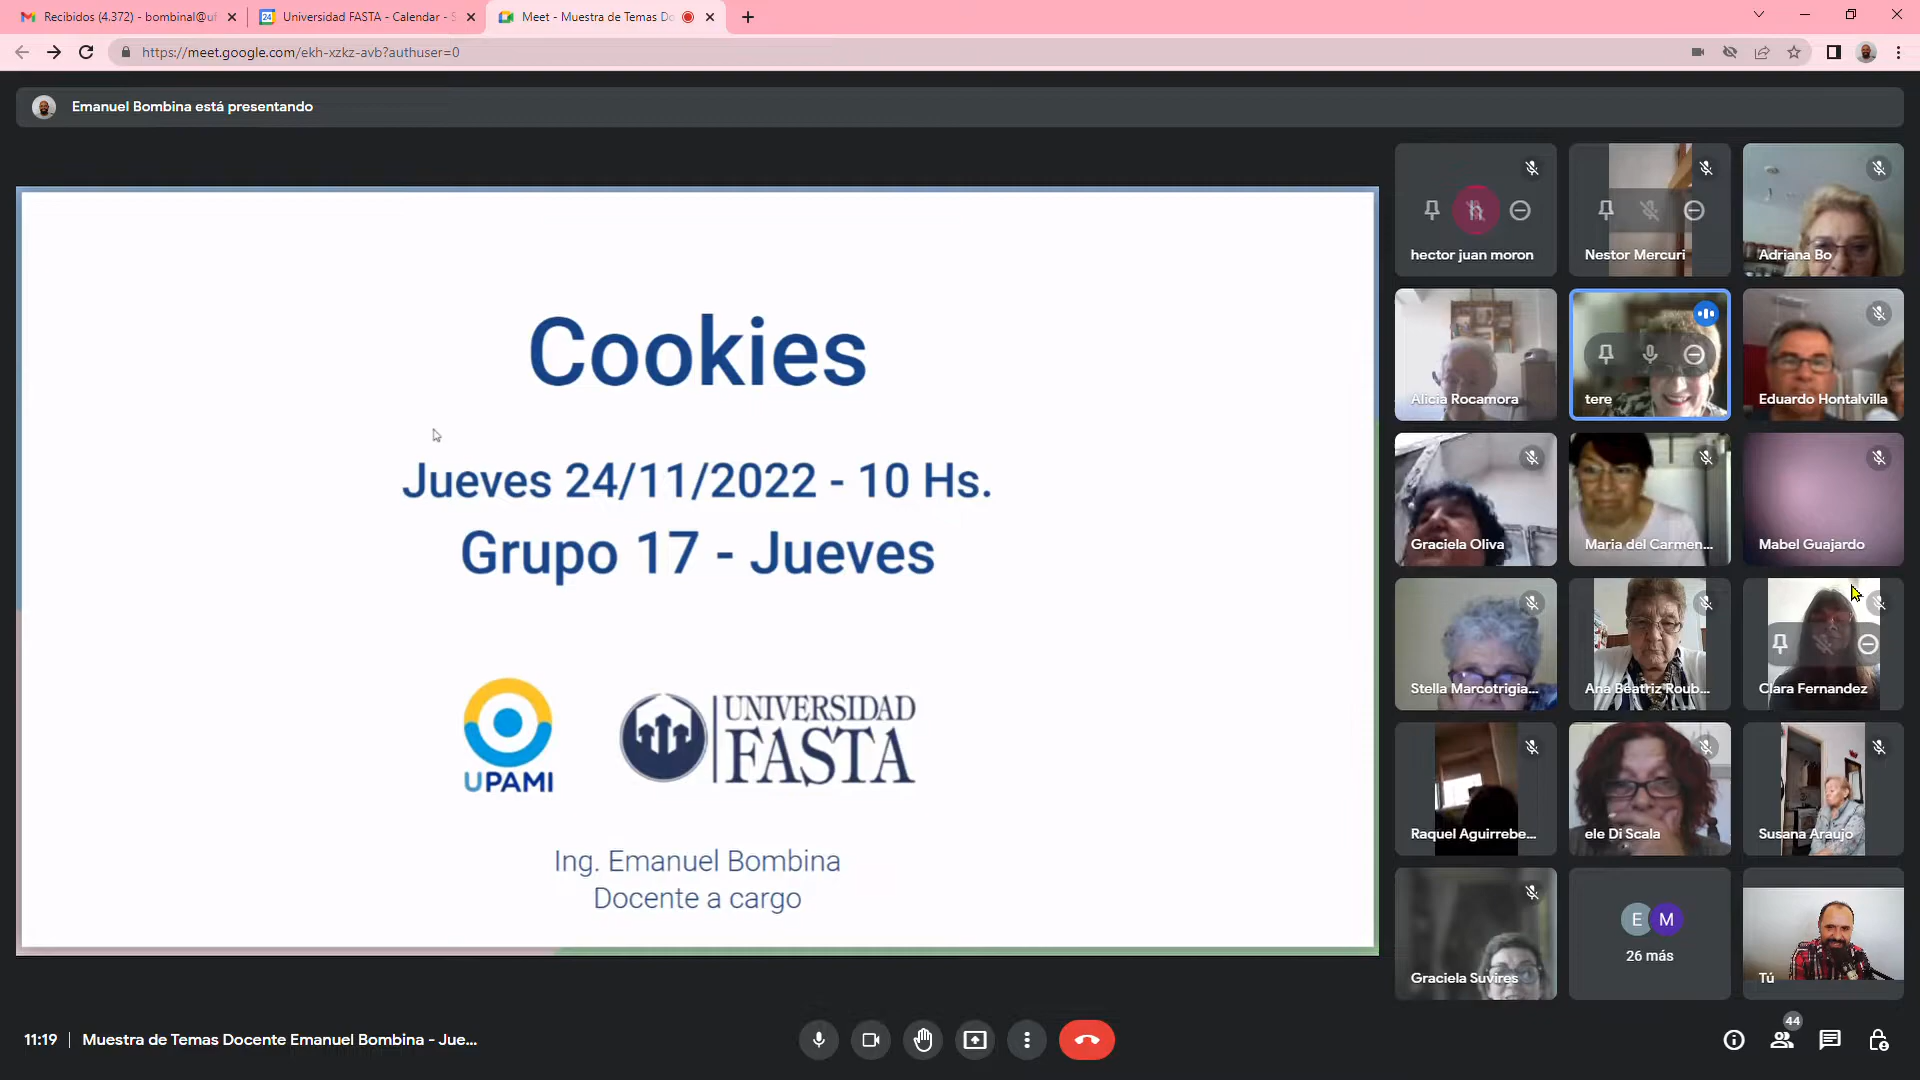 Recibidos (4.372) - bombinal@uf
24
Universidad FASTA - Calendar - S
Meet - Muestra de Temas Do
https://meet.google.com/ekh-xzkz-avb?authuser=0
Emanuel Bombina está presentando
Cookies
Jueves 24/11/2022 - 10 Hs.
Grupo 17 - Jueves
UPAMI
UNIVERSIDAD
FASTA
Ing. Emanuel Bombina
Docente a cargo
hector juan moron
Nestor Mercuri
Adriana Bo
Alicia Rocamora
tere
Eduardo Hontalvilla
Graciela Oliva
Maria del Carmen...
Mabel Guajardo
Stella Marcotrigia...
Ana Beatriz Roub...
Clara Fernandez
Raquel Aguirrebe...
ele Di Scala
Susana Araujo
Graciela Suvires
E M
26 más
Tú
11:19 | Muestra de Temas Docente Emanuel Bombina - Jue...
44